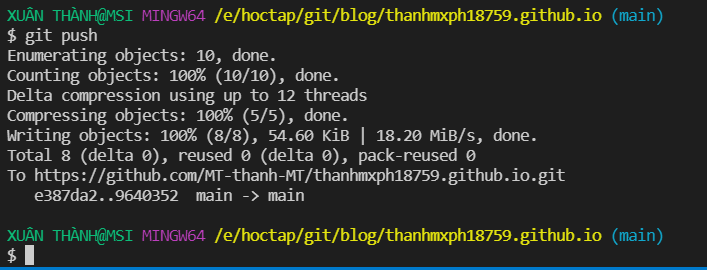 XUÂN THÀNH@MSI MINGW64 /e/hoctap/git/blog/thanhmxph18759.github.io (main)
$ git push
Enumerating objects: 10, done.
Counting objects: 100% (10/10), done.
Delta compression using up to 12 threads
Compressing objects: 100% (5/5), done.
Writing objects: 100% (8/8), 54.60 KiB | 18.20 MiB/s, done.
Total 8 (delta 0), reused 0 (delta 0), pack-reused 0
To https://github.com/MT-thanh-MT/thanhmxph18759.github.io.git
   e387da2..9640352  main -> main

XUÂN THÀNH@MSI MINGW64 /e/hoctap/git/blog/thanhmxph18759.github.io (main)
$